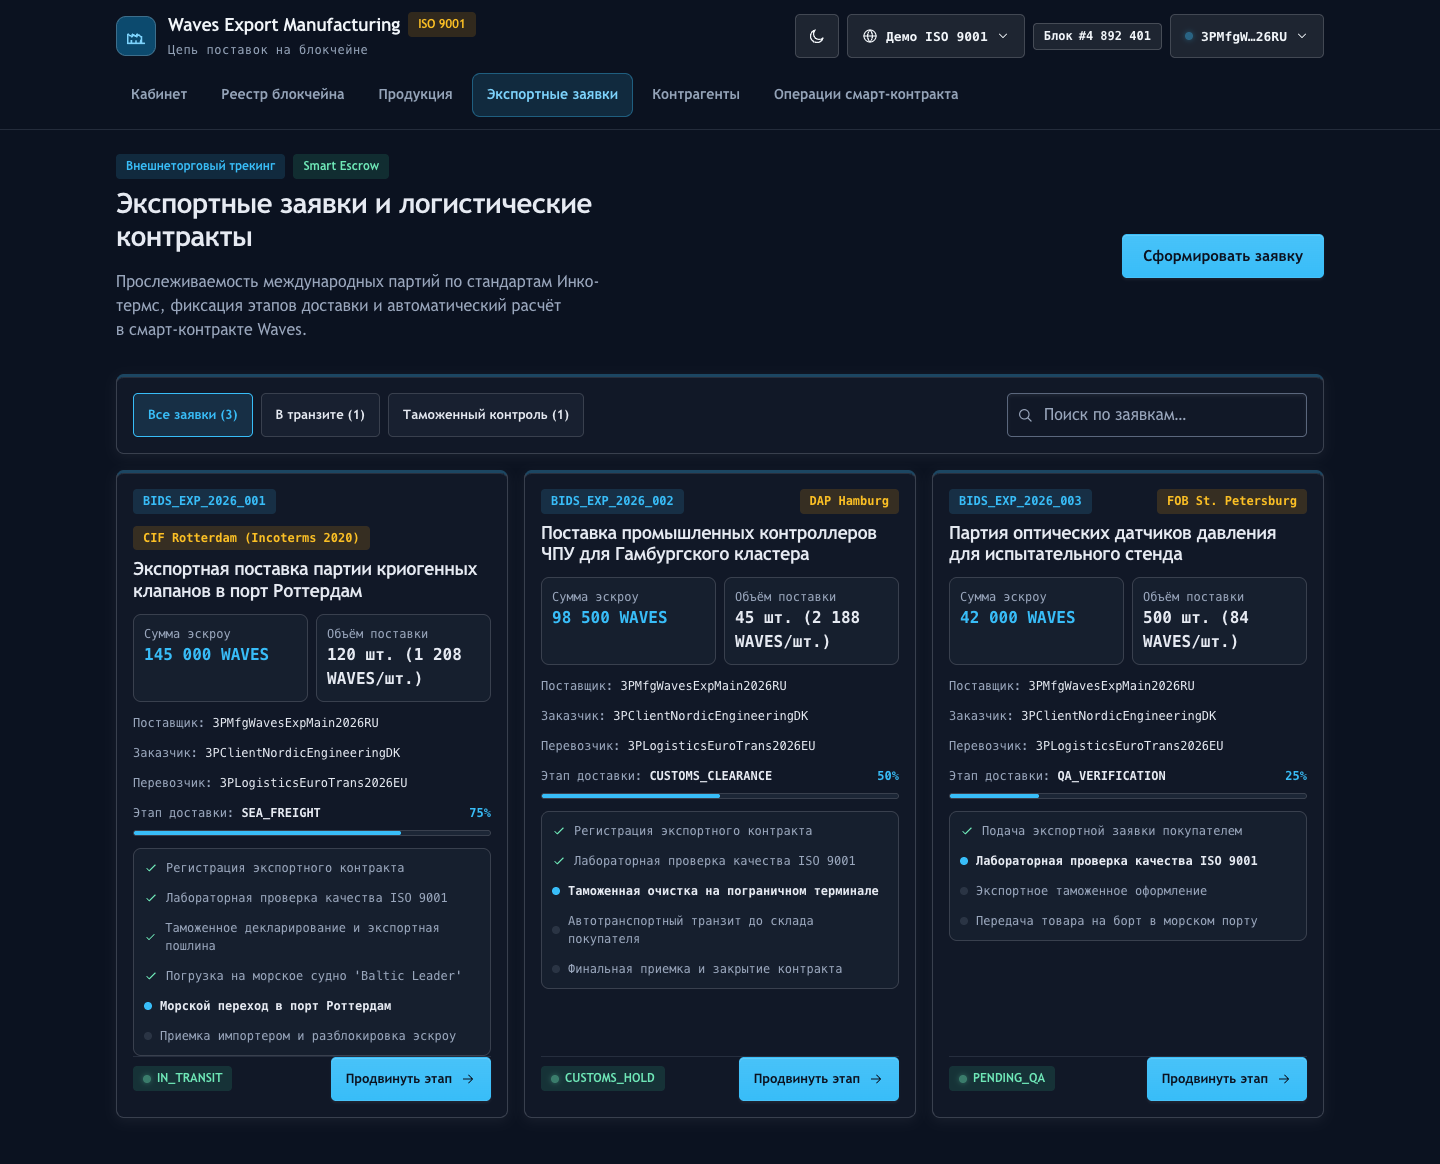 Waves Export Manufacturing ISO 9001
Цепь поставок на блокчейне
Демо ISO 9001
Блок #4 892 401
3PMfgW…26RU
Кабинет Реестр блокчейна Продукция Экспортные заявки Контрагенты Операции смарт-контракта
Внешнеторговый трекинг Smart Escrow
Экспортные заявки и логистические
контракты
Прослеживаемость международных партий по стандартам Инко-
термс, фиксация этапов доставки и автоматический расчёт
в смарт-контракте Waves.
Сформировать заявку
Все заявки (3) В транзите (1) Таможенный контроль (1)
Поиск по заявкам...
BIDS_EXP_2026_001
CIF Rotterdam (Incoterms 2020)
Экспортная поставка партии криогенных
клапанов в порт Роттердам
Сумма эскроу
145 000 WAVES
Объём поставки
120 шт. (1 208
WAVES/шт.)
Поставщик: 3PMfgWavesExpMain2026RU
Заказчик: 3PClientNordicEngineeringDK
Перевозчик: 3PLogisticsEuroTrans2026EU
Этап доставки: SEA_FREIGHT 75%
Регистрация экспортного контракта
Лабораторная проверка качества ISO 9001
Таможенное декларирование и экспортная
пошлина
Погрузка на морское судно 'Baltic Leader'
Морской переход в порт Роттердам
Приемка импортером и разблокировка эскроу
IN_TRANSIT
Продвинуть этап
BIDS_EXP_2026_002 DAP Hamburg
Поставка промышленных контроллеров
ЧПУ для Гамбургского кластера
Сумма эскроу
98 500 WAVES
Объём поставки
45 шт. (2 188
WAVES/шт.)
Поставщик: 3PMfgWavesExpMain2026RU
Заказчик: 3PClientNordicEngineeringDK
Перевозчик: 3PLogisticsEuroTrans2026EU
Этап доставки: CUSTOMS_CLEARANCE 50%
Регистрация экспортного контракта
Лабораторная проверка качества ISO 9001
Таможенная очистка на пограничном терминале
Автотранспортный транзит до склада
покупателя
Финальная приемка и закрытие контракта
CUSTOMS_HOLD
Продвинуть этап
BIDS_EXP_2026_003 FOB St. Petersburg
Партия оптических датчиков давления
для испытательного стенда
Сумма эскроу
42 000 WAVES
Объём поставки
500 шт. (84
WAVES/шт.)
Поставщик: 3PMfgWavesExpMain2026RU
Заказчик: 3PClientNordicEngineeringDK
Перевозчик: 3PLogisticsEuroTrans2026EU
Этап доставки: QA_VERIFICATION 25%
Подача экспортной заявки покупателем
Лабораторная проверка качества ISO 9001
Экспортное таможенное оформление
Передача товара на борт в морском порту
PENDING_QA
Продвинуть этап